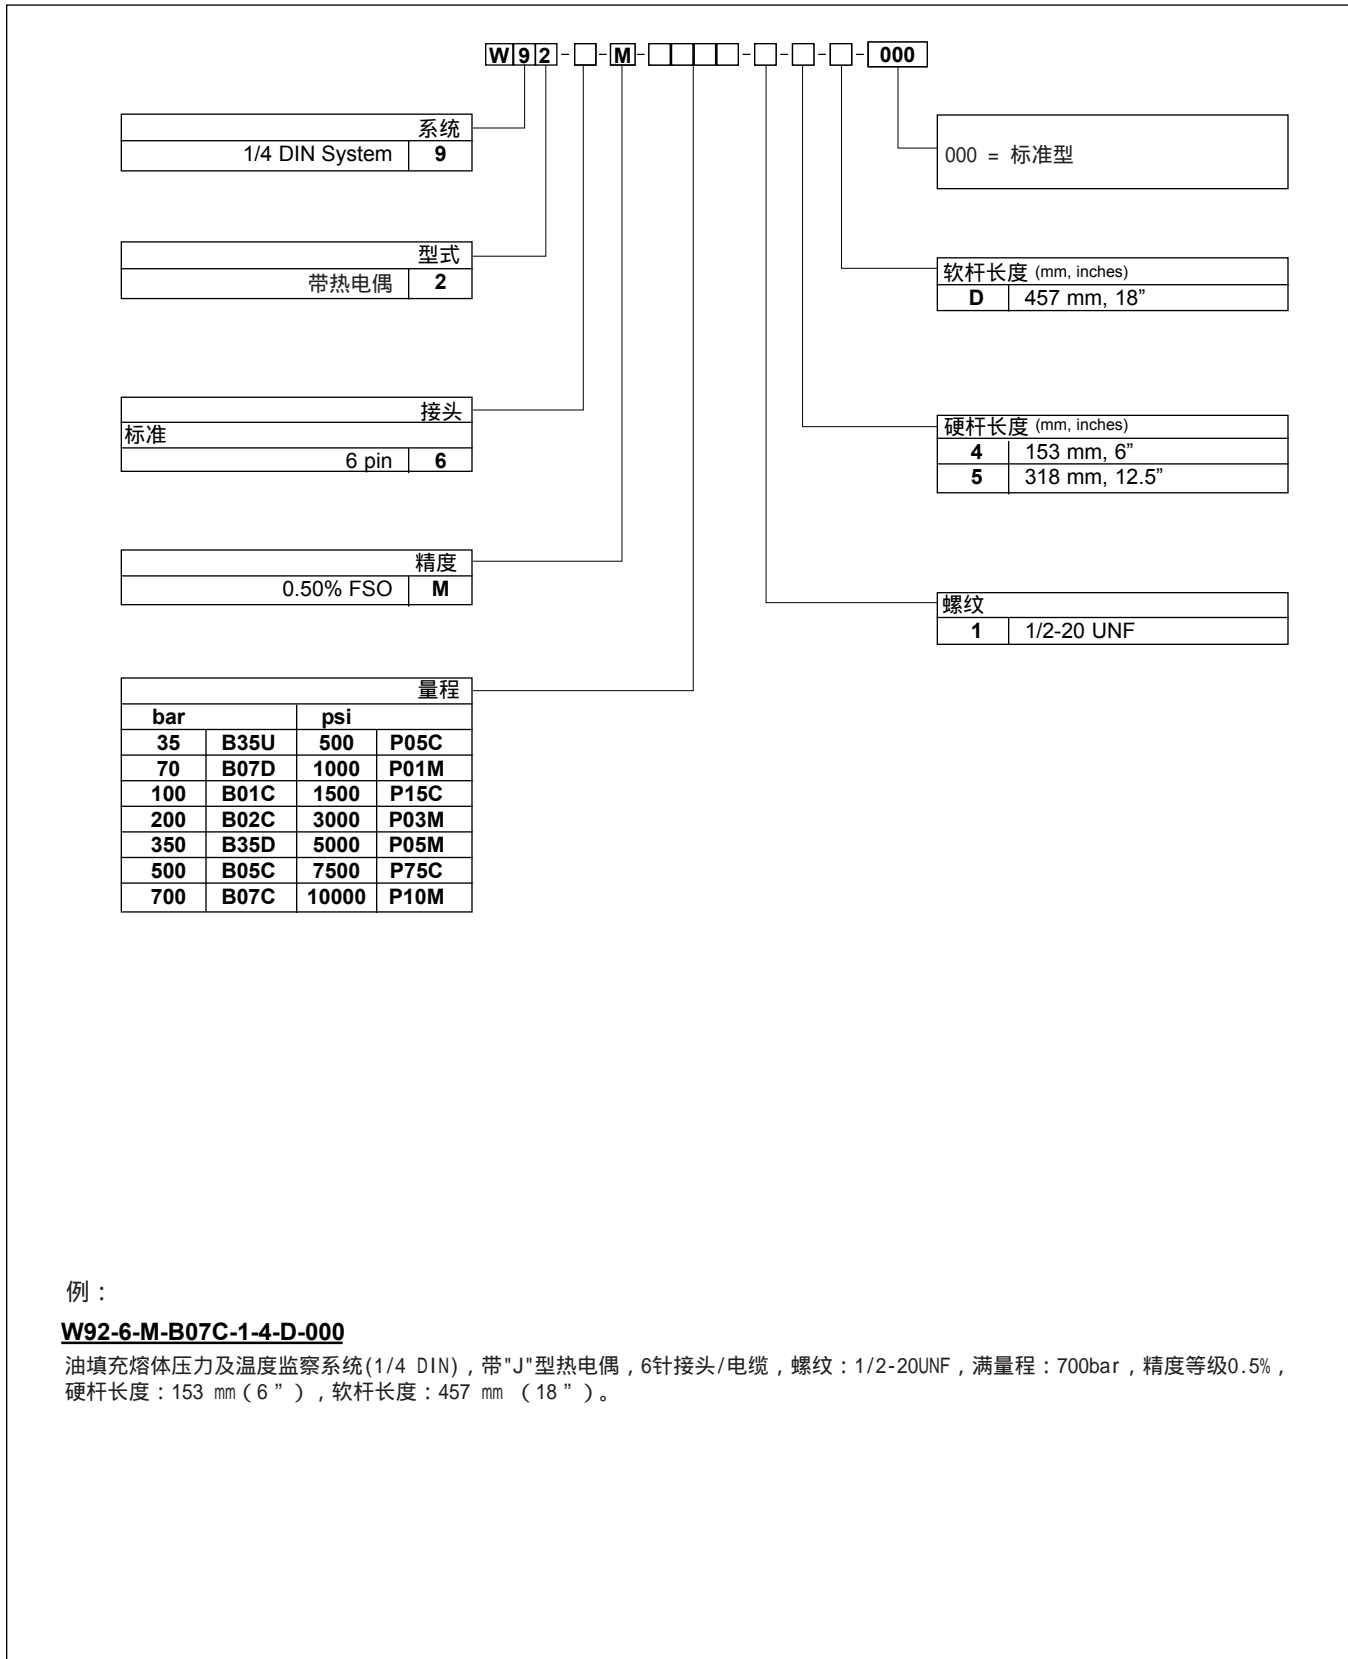 W92-□-M-□□□□-□-□-□-000
系统
1/4 DIN System 9
型式
带热电偶 2
接头
标准
6 pin 6
精度
0.50% FSO M
量程
bar psi
35 B35U 500 P05C
70 B07D 1000 P01M
100 B01C 1500 P15C
200 B02C 3000 P03M
350 B35D 5000 P05M
500 B05C 7500 P75C
700 B07C 10000 P10M
000 = 标准型
软杆长度 (mm, inches)
D 457 mm, 18”
硬杆长度 (mm, inches)
4 153 mm, 6”
5 318 mm, 12.5”
螺纹
1 1/2-20 UNF
例：
W92-6-M-B07C-1-4-D-000
油填充熔体压力及温度监察系统(1/4 DIN)，带"J"型热电偶，6针接头/电缆，螺纹：1/2-20UNF，满量程：700bar，精度等级0.5%，
硬杆长度：153 mm（6 ”），软杆长度：457 mm （18 ”）。